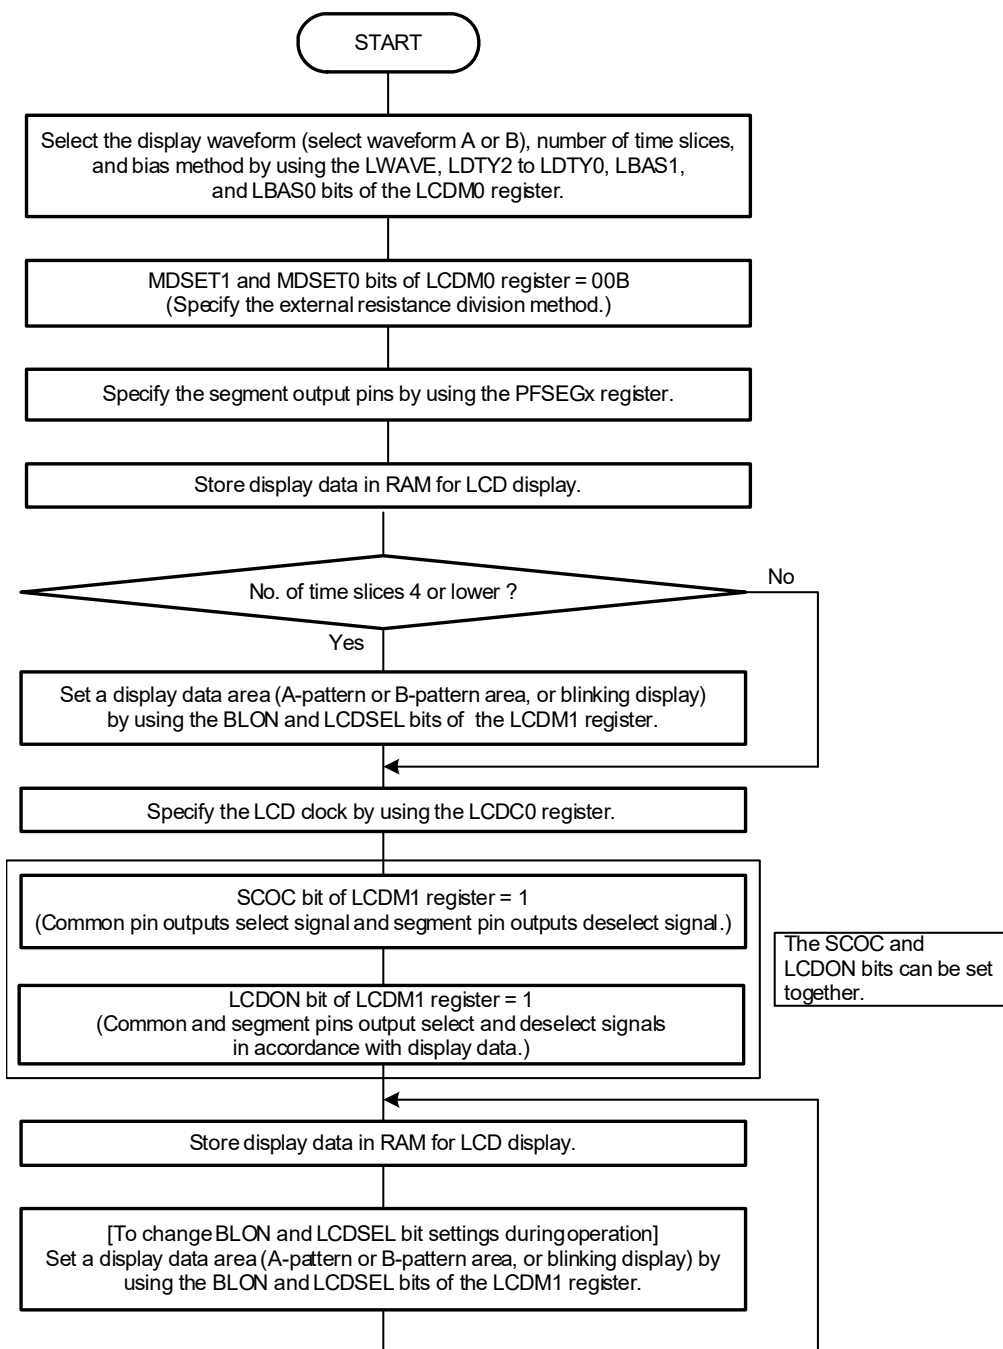 START
Select the display waveform (select waveform A or B), number of time slices,
and bias method by using the LWAVE, LDTY2 to LDTY0, LBAS1,
and LBAS0 bits of the LCDM0 register.
MDSET1 and MDSET0 bits of LCDM0 register = 00B
(Specify the external resistance division method.)
Specify the segment output pins by using the PFSEGx register.
Store display data in RAM for LCD display.
No. of time slices 4 or lower ?
No
Yes
Set a display data area (A-pattern or B-pattern area, or blinking display)
by using the BLON and LCDSEL bits of the LCDM1 register.
Specify the LCD clock by using the LCDC0 register.
SCOC bit of LCDM1 register = 1
(Common pin outputs select signal and segment pin outputs deselect signal.)
The SCOC and
LCDON bits can be set
together.
LCDON bit of LCDM1 register = 1
(Common and segment pins output select and deselect signals
in accordance with display data.)
Store display data in RAM for LCD display.
[To change BLON and LCDSEL bit settings during operation]
Set a display data area (A-pattern or B-pattern area, or blinking display) by
using the BLON and LCDSEL bits of the LCDM1 register.